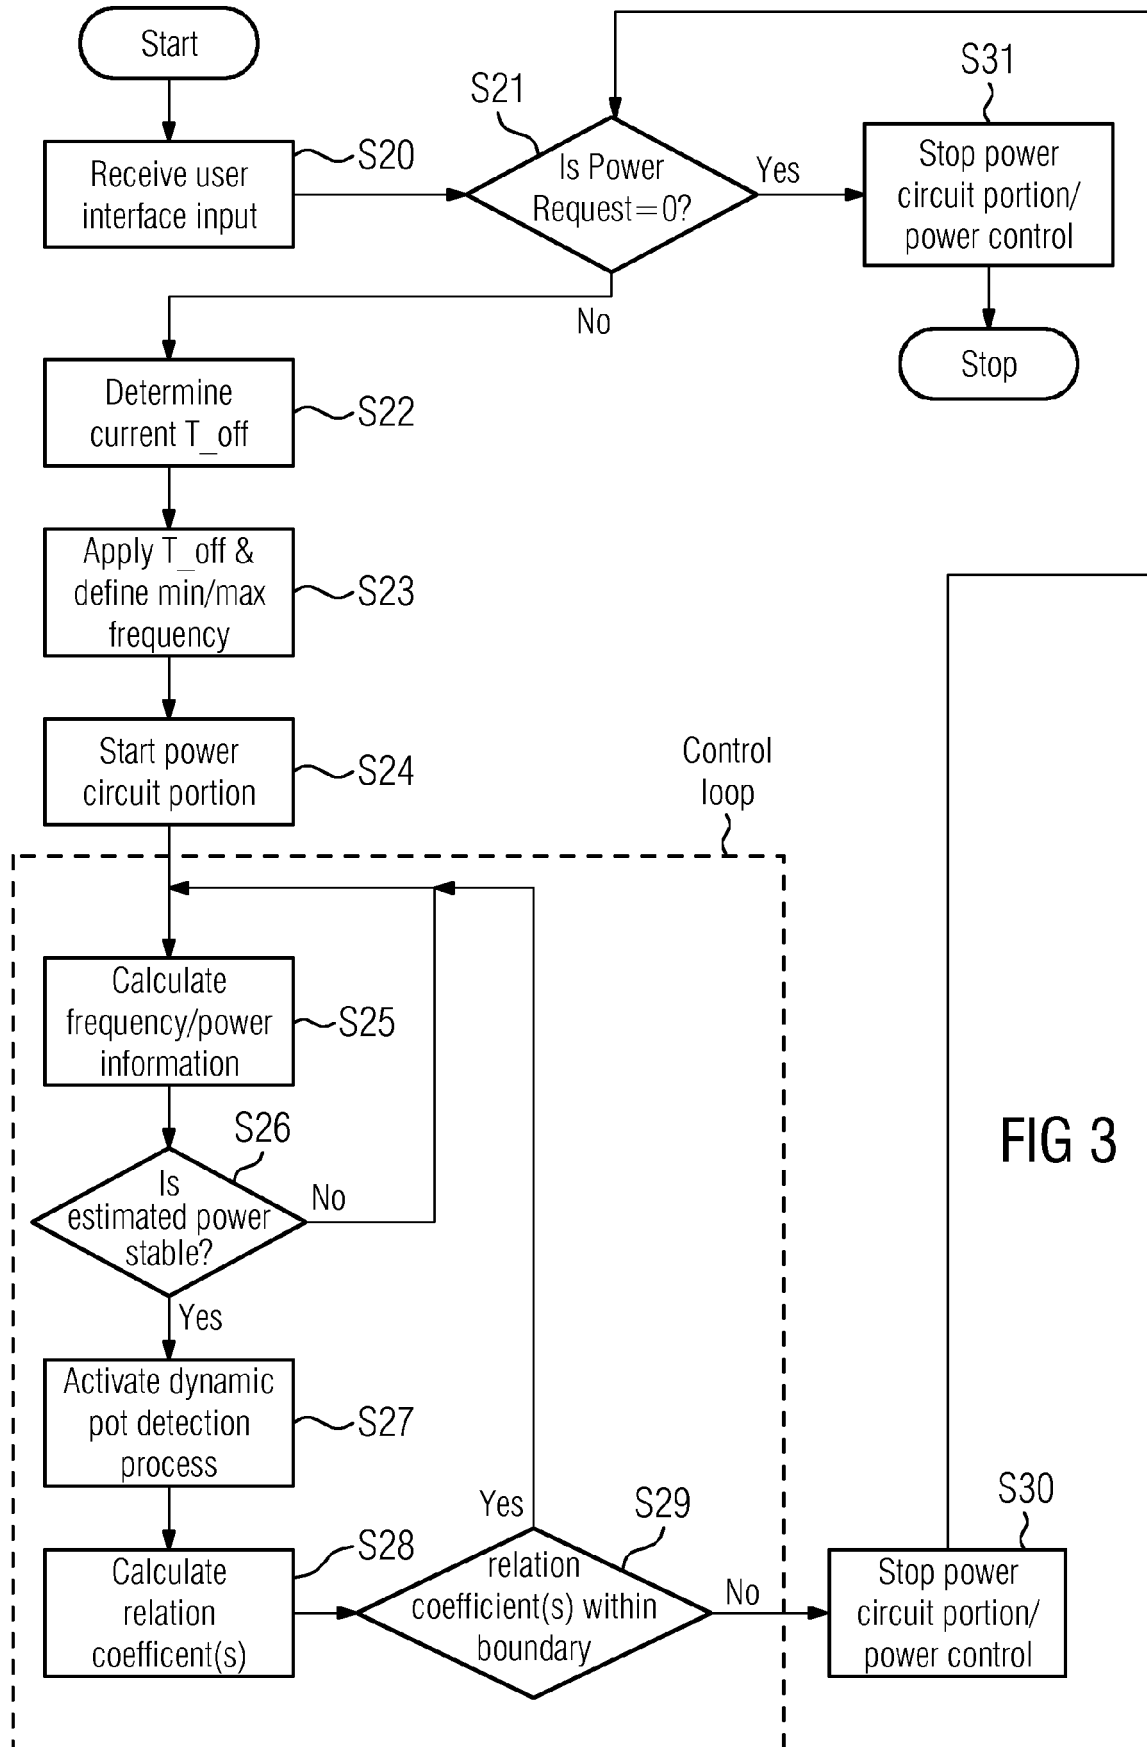 Start
S20
Receive user
interface input
S21
Is Power
Request=0?
Yes
No
S31
Stop power
circuit portion/
power control
Stop
Determine
current T_off
S22
Apply T_off &
define min/max
frequency
S23
Start power
circuit portion
S24
Control
loop
Calculate
frequency/power
information
S25
S26
Is
estimated power
stable?
No
Yes
Activate dynamic
pot detection
process
S27
Calculate
relation
coefficent(s)
S28
Yes
S29
relation
coefficient(s) within
boundary
No
S30
Stop power
circuit portion/
power control
FIG 3